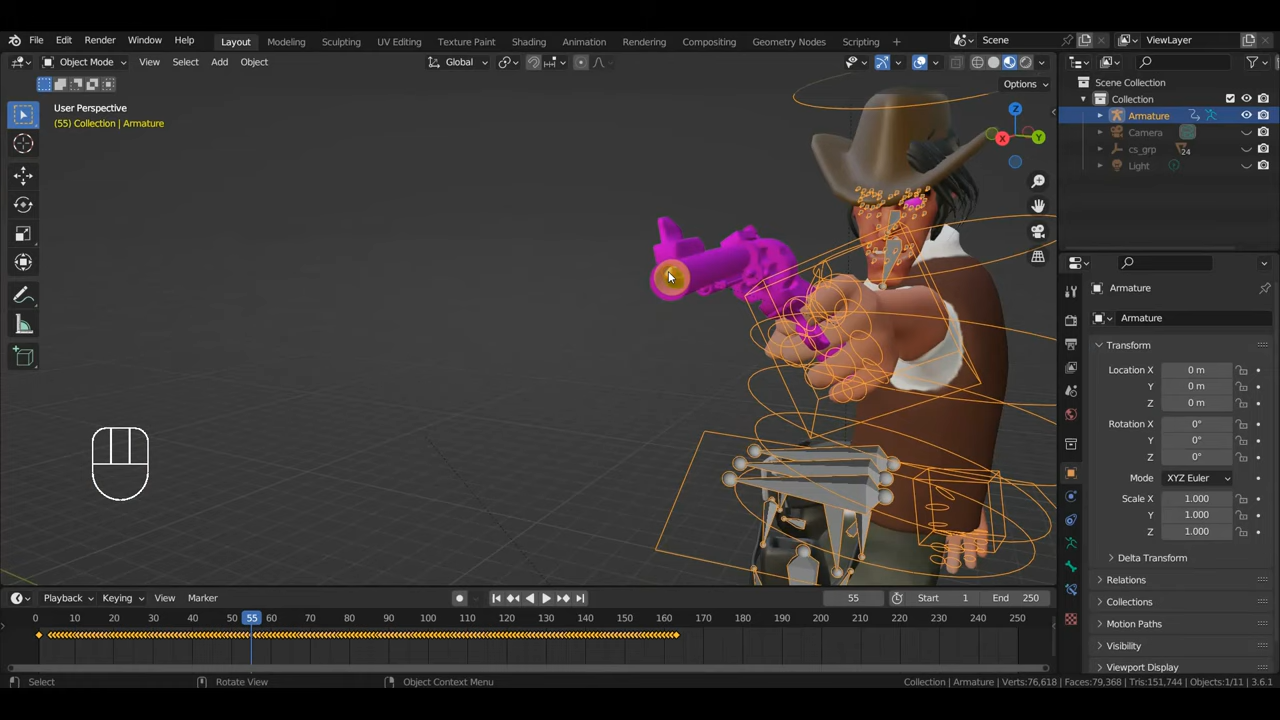 File Edit Render Window Help Layout Modeling Sculpting UV Editing Texture Paint Shading Animation Rendering Compositing Geometry Nodes Scripting + Scene ViewLayer
Object Mode View Select Add Object Global
Options
User Perspective
(55) Collection | Armature
Z
X
Y
Scene Collection
Collection
Armature
Camera
cs_grp 24
Light
Armature
Armature
Transform
Location X 0 m
Y 0 m
Z 0 m
Rotation X 0°
Y 0°
Z 0°
Mode XYZ Euler
Scale X 1.000
Y 1.000
Z 1.000
Delta Transform
Relations
Collections
Motion Paths
Visibility
Viewport Display
Playback Keying View Marker 55 Start 1 End 250
0 10 20 30 40 50 55 60 70 80 90 100 110 120 130 140 150 160 170 180 190 200 210 220 230 240 250
Select Rotate View Object Context Menu Collection | Armature | Verts:76,618 | Faces:79,368 | Tris:151,744 | Objects:1/11 | 3.6.1